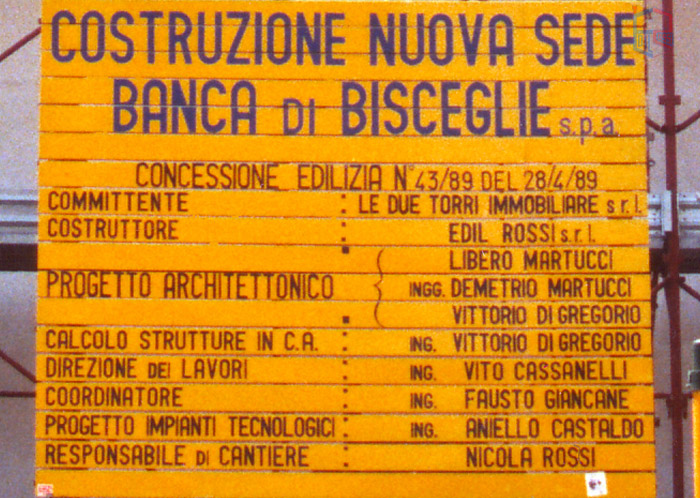 COSTRUZIONE NUOVA SEDE
BANCA DI BISCEGLIE s.p.a.
CONCESSIONE EDILIZIA N° 43/89 DEL 28/4/89
COMMITTENTE : LE DUE TORRI IMMOBILIARE s r.l.
COSTRUTTORE : EDIL ROSSI s.r.l.
LIBERO MARTUCCI
PROGETTO ARCHITETTONICO : { INGG. DEMETRIO MARTUCCI
VITTORIO DI GREGORIO
CALCOLO STRUTTURE IN C.A. : ING. VITTORIO DI GREGORIO
DIREZIONE DEI LAVORI : ING. VITO CASSANELLI
COORDINATORE : ING. FAUSTO GIANCANE
PROGETTO IMPIANTI TECNOLOGICI : ING. ANIELLO CASTALDO
RESPONSABILE DI CANTIERE : NICOLA ROSSI